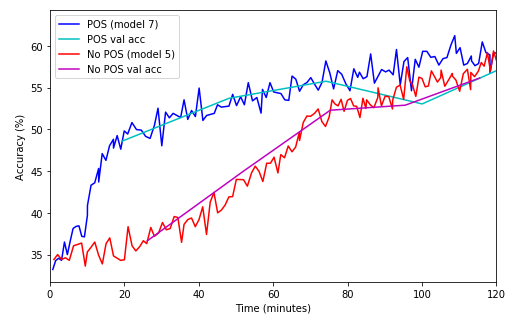 POS (model 7)
POS val acc
No POS (model 5)
No POS val acc
Accuracy (%)
60
55
50
45
40
35
0 20 40 60 80 100 120
Time (minutes)